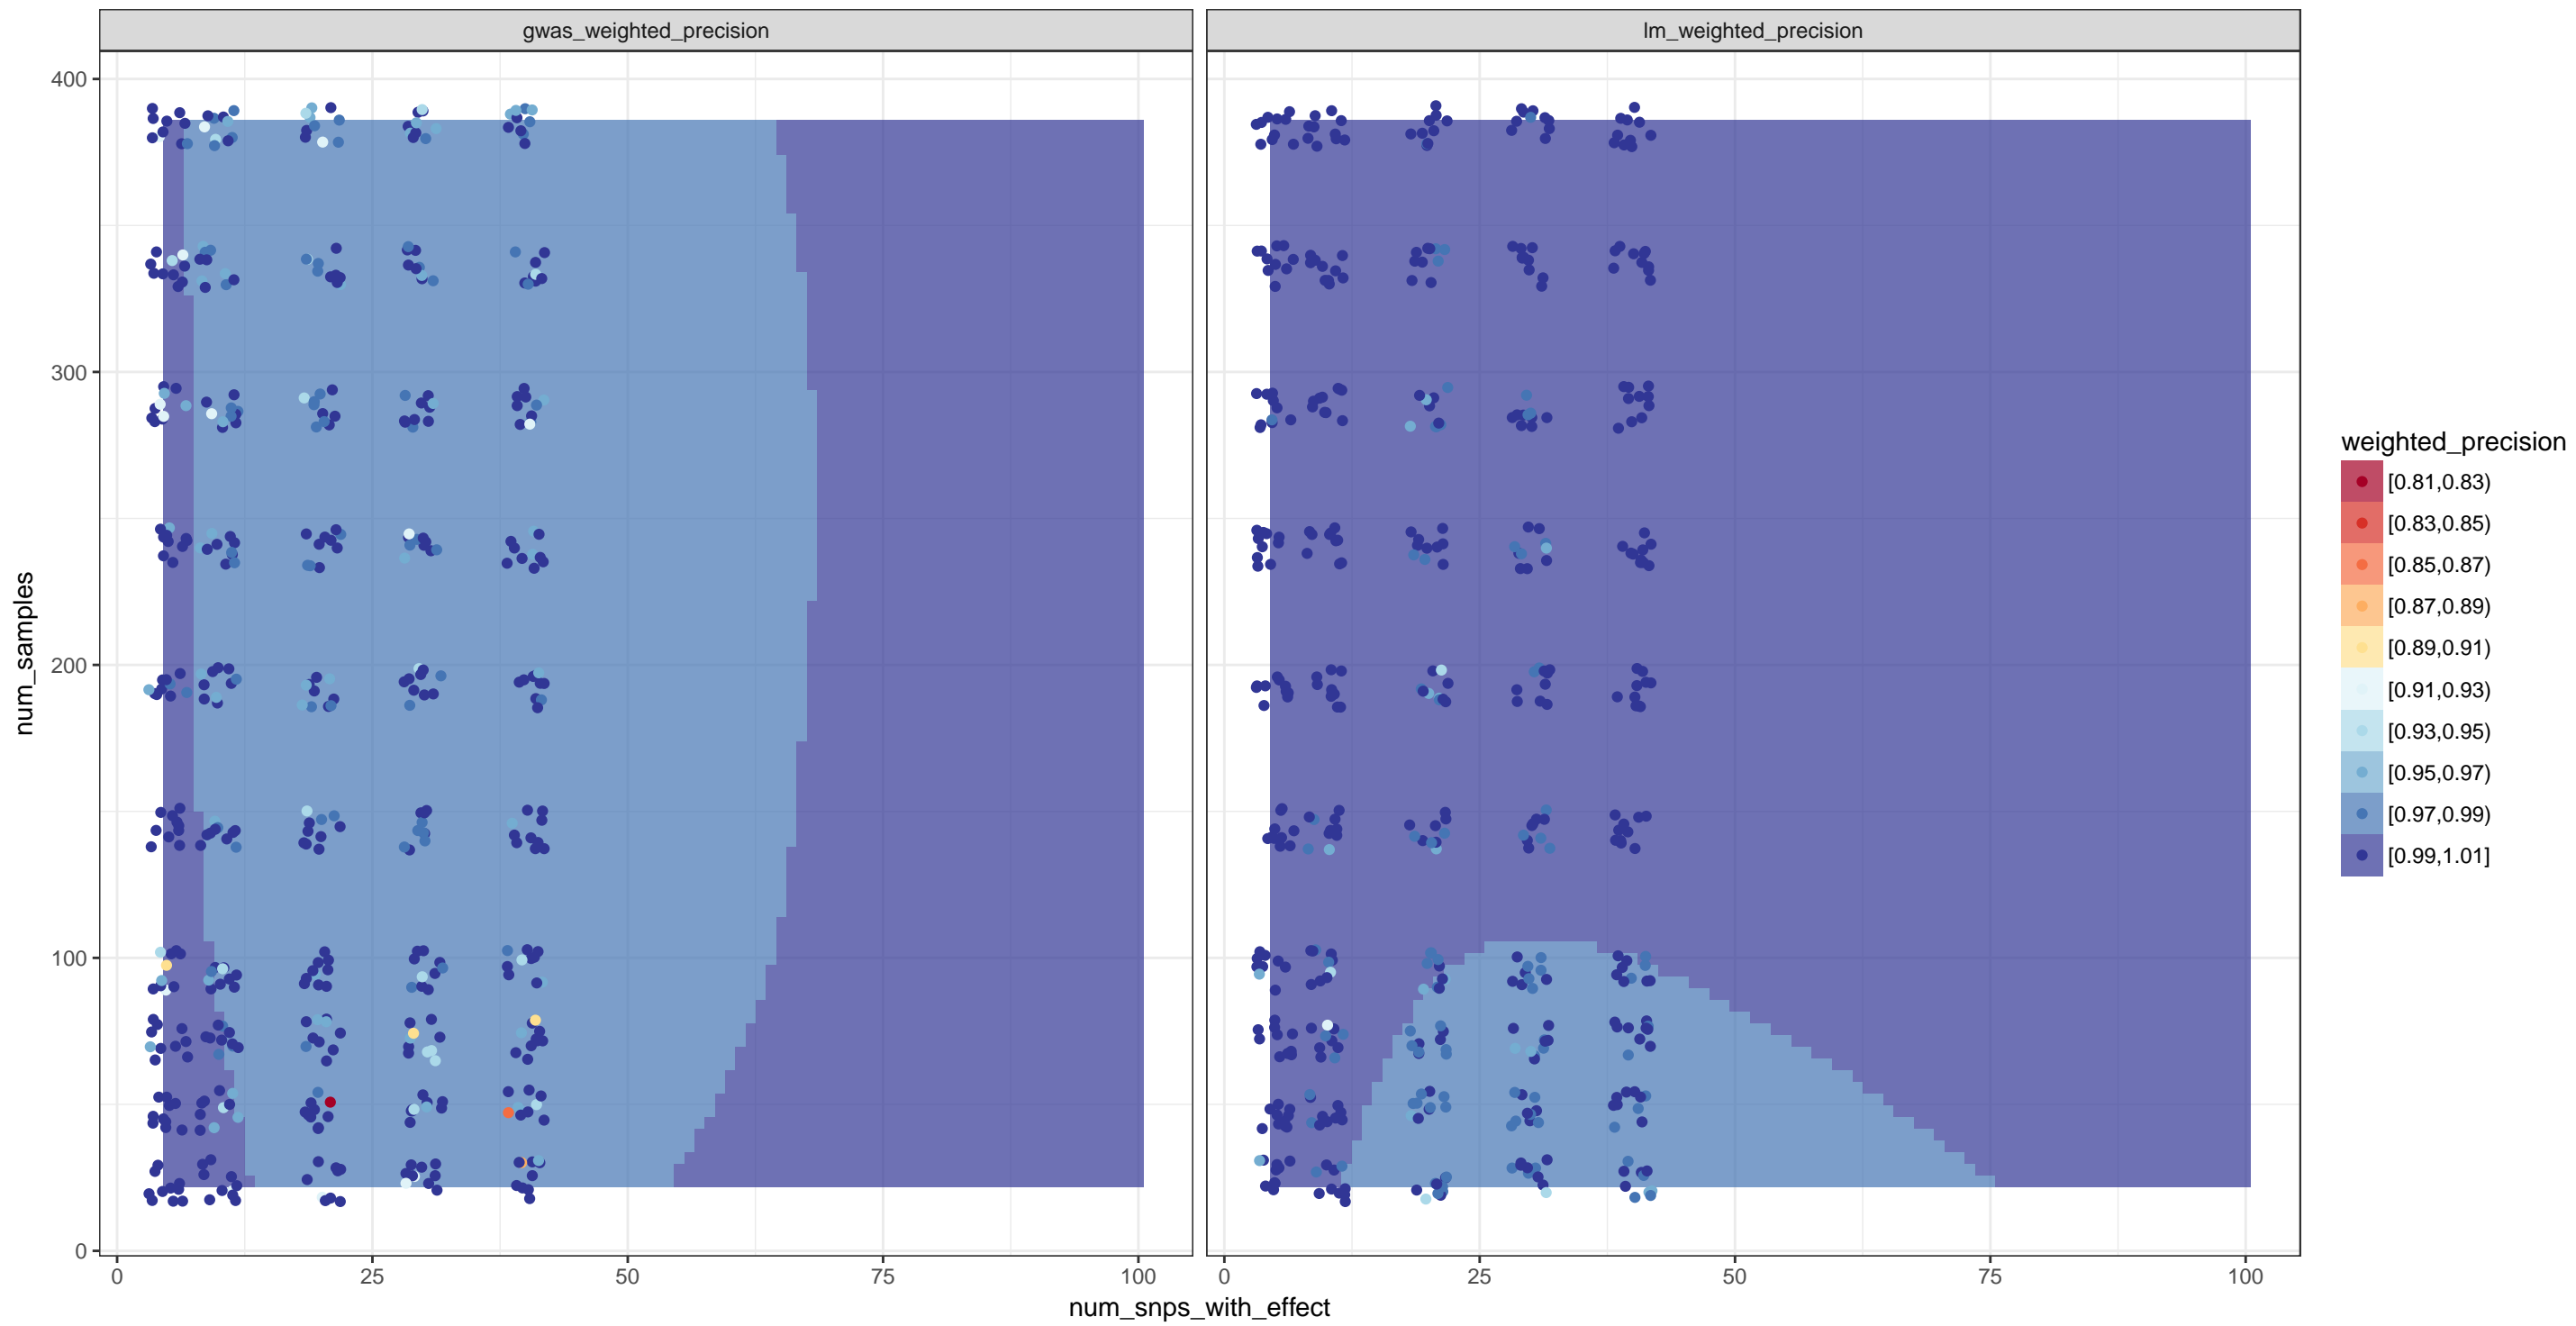 gwas_weighted_precision
lm_weighted_precision
400
300
200
100
0
num_samples
0 25 50 75 100
0 25 50 75 100
num_snps_with_effect
weighted_precision
[0.81,0.83)
[0.83,0.85)
[0.85,0.87)
[0.87,0.89)
[0.89,0.91)
[0.91,0.93)
[0.93,0.95)
[0.95,0.97)
[0.97,0.99)
[0.99,1.01]